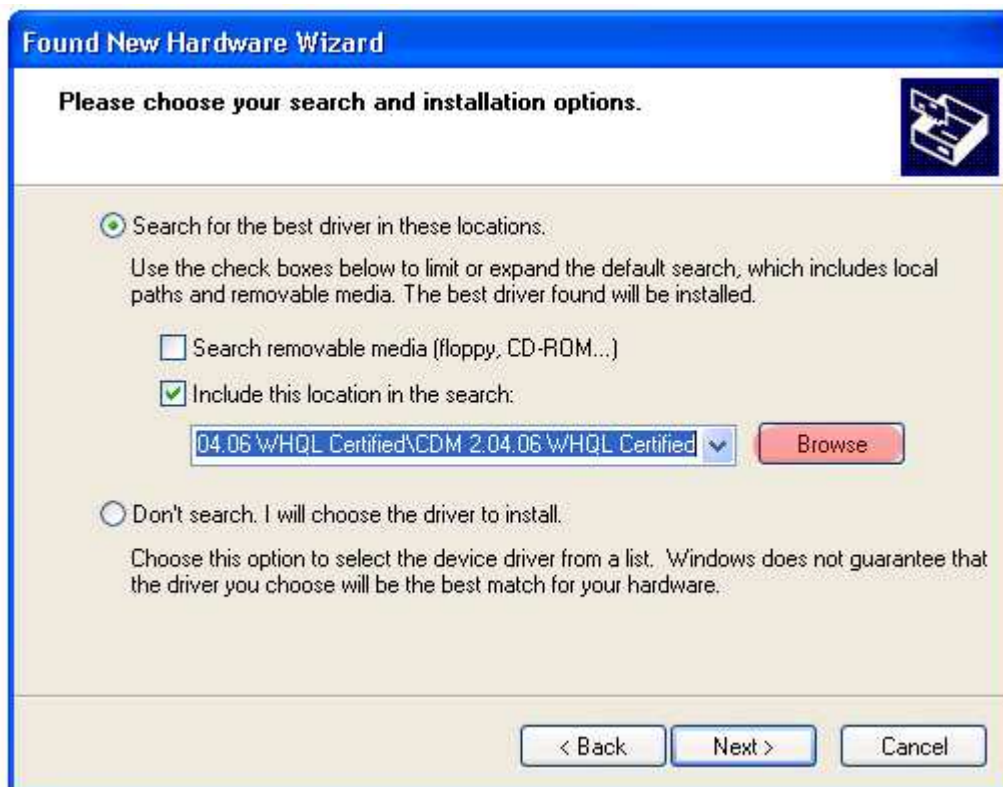 Found New Hardware Wizard
Please choose your search and installation options.
Search for the best driver in these locations.
Use the check boxes below to limit or expand the default search, which includes local
paths and removable media. The best driver found will be installed.
Search removable media (floppy, CD-ROM...)
Include this location in the search:
04.06 WHQL Certified\CDM 2.04.06 WHQL Certified
Browse
Don't search. I will choose the driver to install.
Choose this option to select the device driver from a list. Windows does not guarantee that
the driver you choose will be the best match for your hardware.
< Back
Next >
Cancel